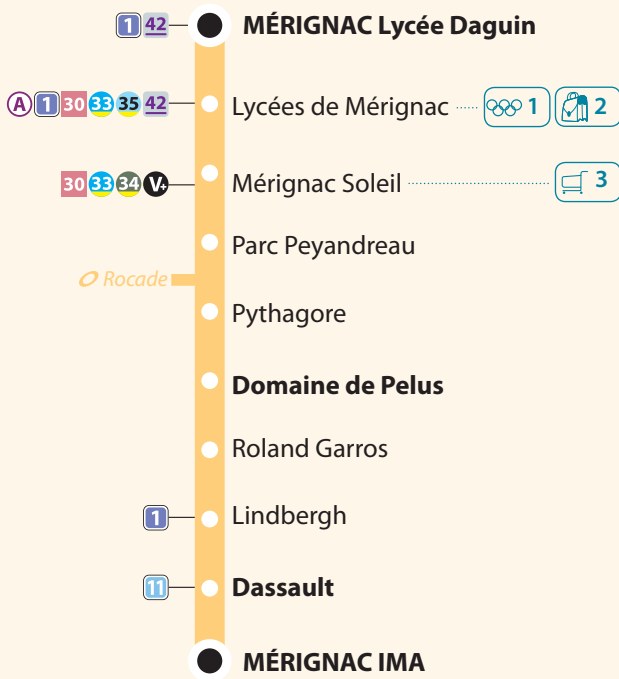 1 42 MÉRIGNAC Lycée Daguin
A 1 30 33 35 42 Lycées de Mérignac 1 2
30 33 34 V+ Mérignac Soleil 3
Parc Peyandreau
Rocade
Pythagore
Domaine de Pelus
Roland Garros
1 Lindbergh
11 Dassault
MÉRIGNAC IMA